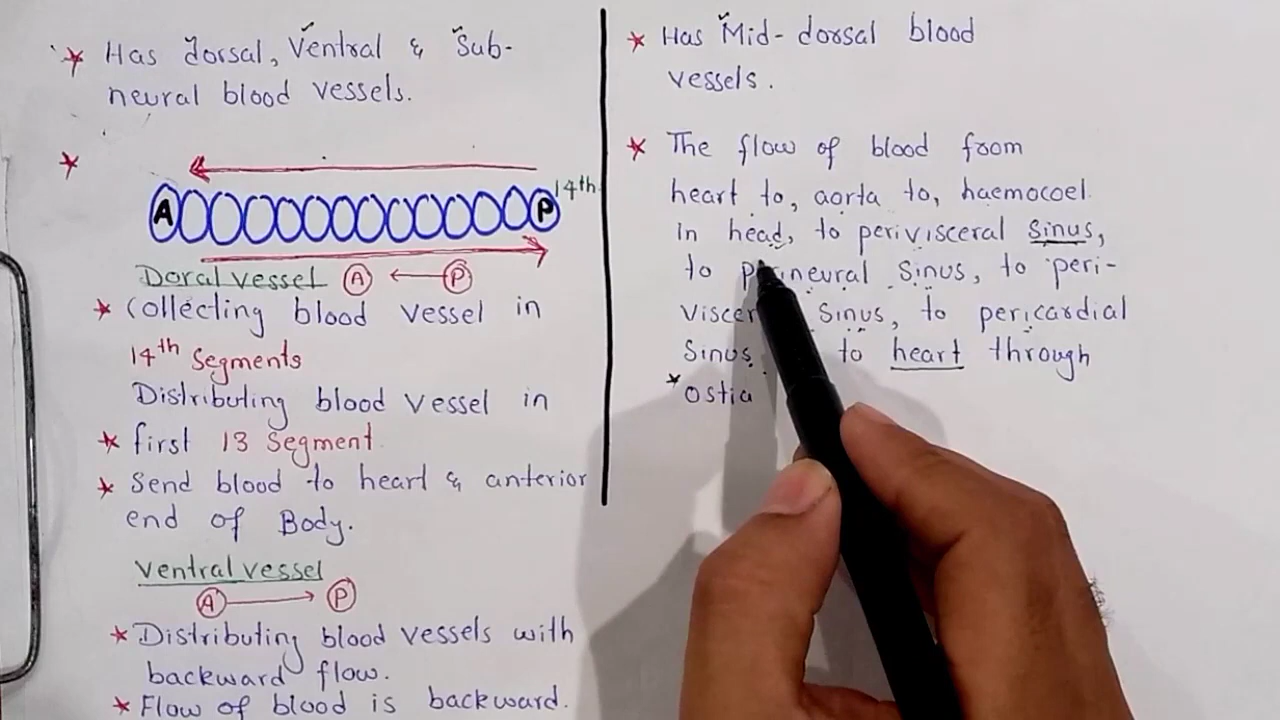 * Has dorsal, Ventral & Sub-
neural blood vessels.
*
14th
A P
Doral vessel A ← P
* Collecting blood vessel in
14th Segments
Distributing blood vessel in
* first 13 Segment
* Send blood to heart & anterior
end of Body.
Ventral vessel
A → P
* Distributing blood vessels with
backward flow.
* Flow of blood is backward.
* Has Mid-dorsal blood
vessels.
* The flow of blood from
heart to, aorta to, haemocoel
in head, to perivisceral Sinus,
to perineural Sinus, to peri-
Sinus, to pericardial
Sinus to heart through
* Ostia